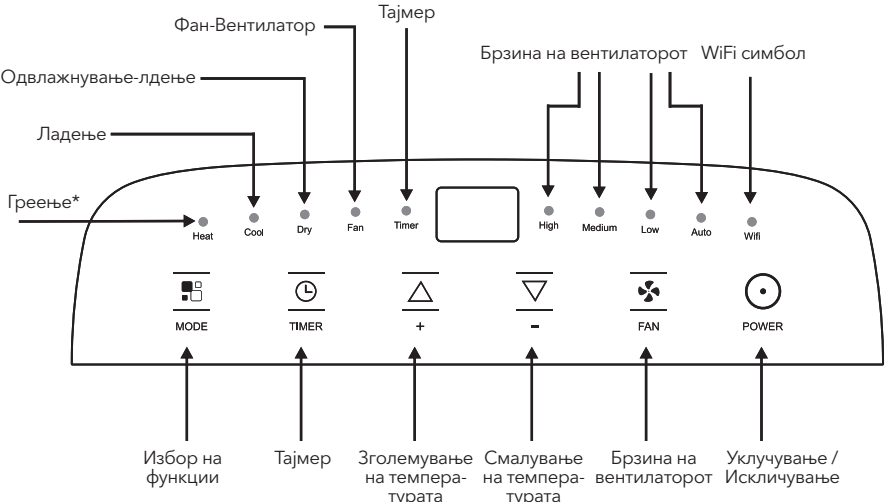 Тајмер
Фан-Вентилатор
Брзина на вентилаторот WiFi симбол
Одвлажнување-лдење
Ладење
Греење*
Heat Cool Dry Fan Timer High Medium Low Auto Wifi
MODE TIMER + - FAN POWER
Избор на
функции
Тајмер
Зголемување
на темпера-
турата
Смалување
на темпера-
турата
Брзина на
вентилаторот
Уклучување /
Искличување